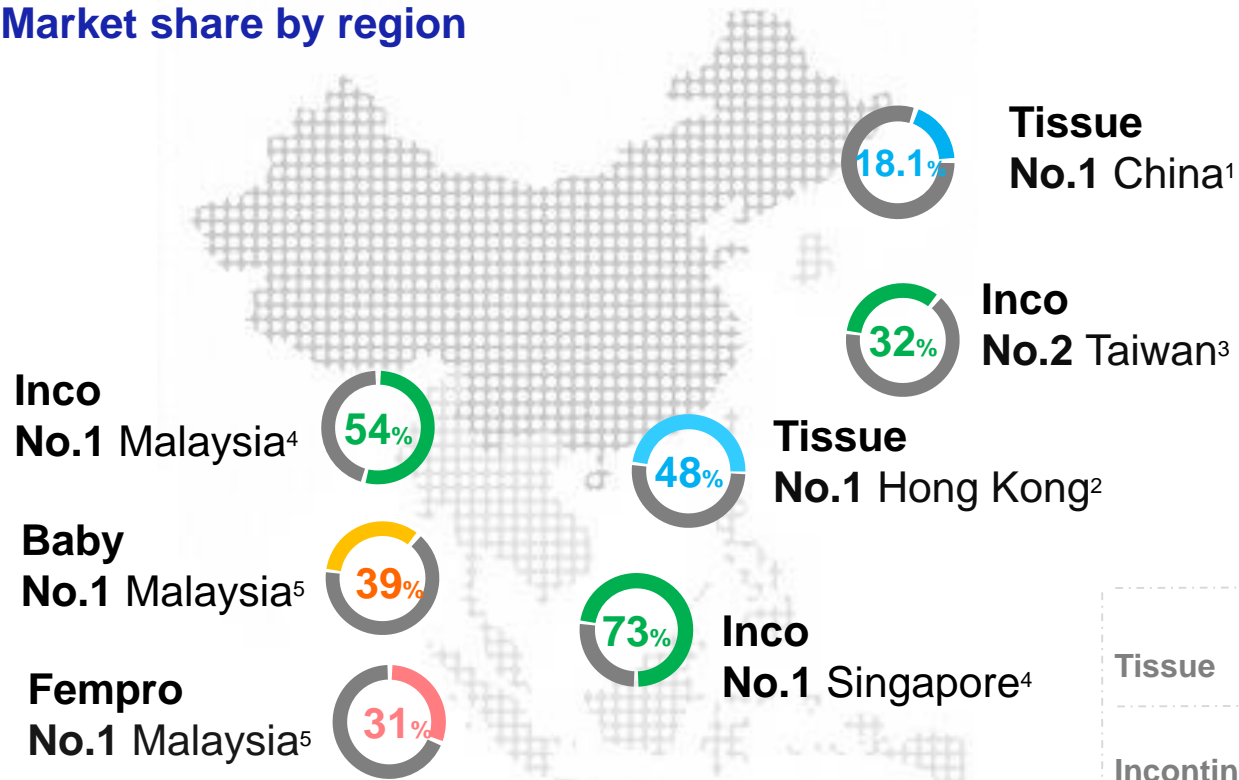 Market share by region
18.1%
Tissue
No.1 China¹
32%
Inco
No.2 Taiwan³
Inco
No.1 Malaysia⁴
54%
48%
Tissue
No.1 Hong Kong²
Baby
No.1 Malaysia⁵
39%
73%
Inco
No.1 Singapore⁴
Fempro
No.1 Malaysia⁵
31%
Tissue
Incontin